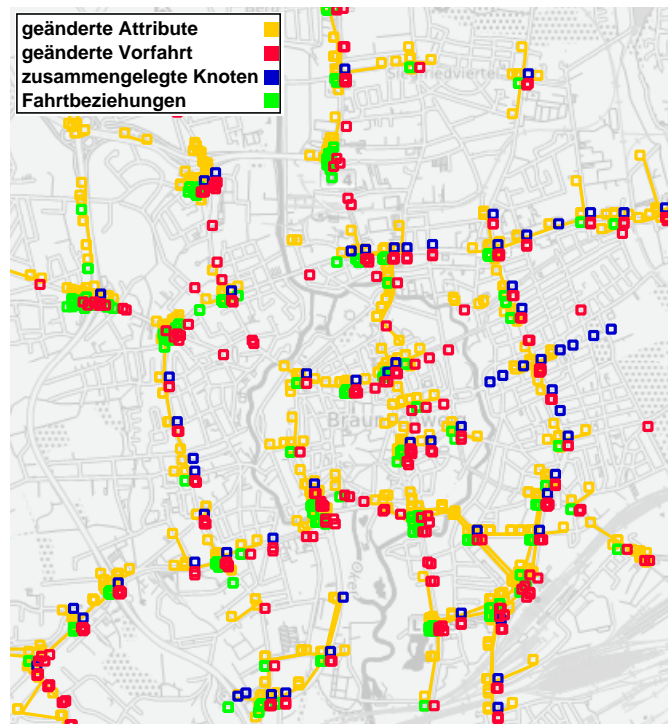 geänderte Attribute
geänderte Vorfahrt
zusammengelegte Knoten
Fahrtbeziehungen